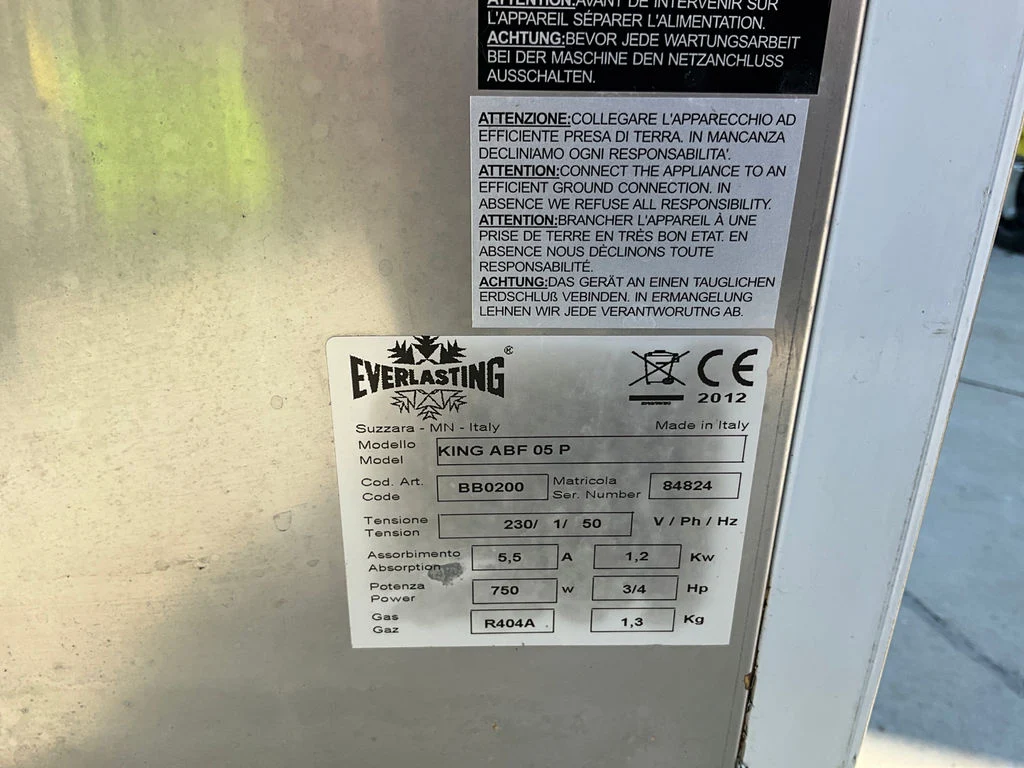 ATTENTION:AVANT DE INTERVENIR SUR
L'APPAREIL SÉPARER L'ALIMENTATION.
ACHTUNG:BEVOR JEDE WARTUNGSARBEIT
BEI DER MASCHINE DEN NETZANCHLUSS
AUSSCHALTEN.
ATTENZIONE:COLLEGARE L'APPARECCHIO AD
EFFICIENTE PRESA DI TERRA. IN MANCANZA
DECLINIAMO OGNI RESPONSABILITA'.
ATTENTION:CONNECT THE APPLIANCE TO AN
EFFICIENT GROUND CONNECTION. IN
ABSENCE WE REFUSE ALL RESPONSIBILITY.
ATTENTION:BRANCHER L'APPAREIL À UNE
PRISE DE TERRE EN TRÈS BON ETAT. EN
ABSENCE NOUS DÈCLINONS TOUTE
RESPONSABILITÉ.
ACHTUNG:DAS GERÄT AN EINEN TAUGLICHEN
ERDSCHLUß VEBINDEN. IN ERMANGELUNG
LEHNEN WIR JEDE VERANTWORUTNG AB.
EVERLASTING ®
CE
2012
Suzzara - MN - Italy Made in Italy
Modello
Model KING ABF 05 P
Cod. Art.
Code BB0200 Matricola
Ser. Number 84824
Tensione
Tension 230/ 1/ 50 V / Ph / Hz
Assorbimento
Absorption 5,5 A 1,2 Kw
Potenza
Power 750 w 3/4 Hp
Gas
Gaz R404A 1,3 Kg